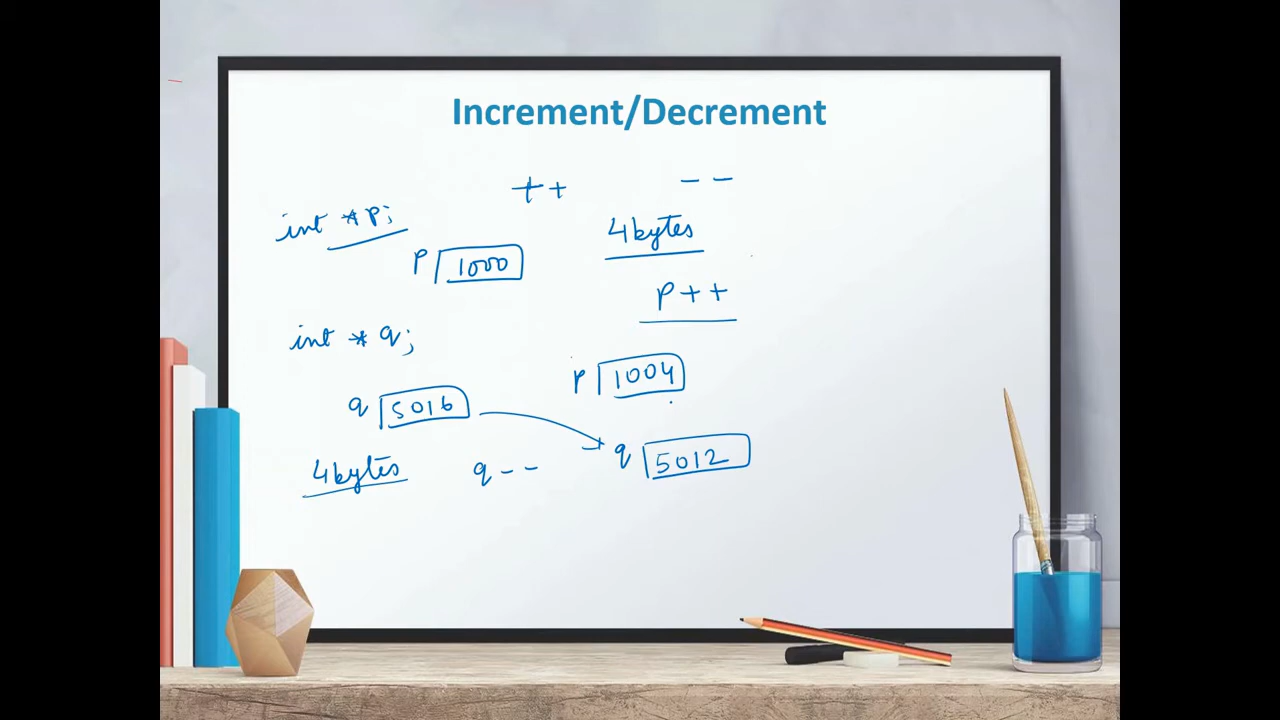 Increment/Decrement
++ --
int *p;
4bytes
p 1000
p++
int *q;
p 1004
q 5016
q 5012
4bytes q--